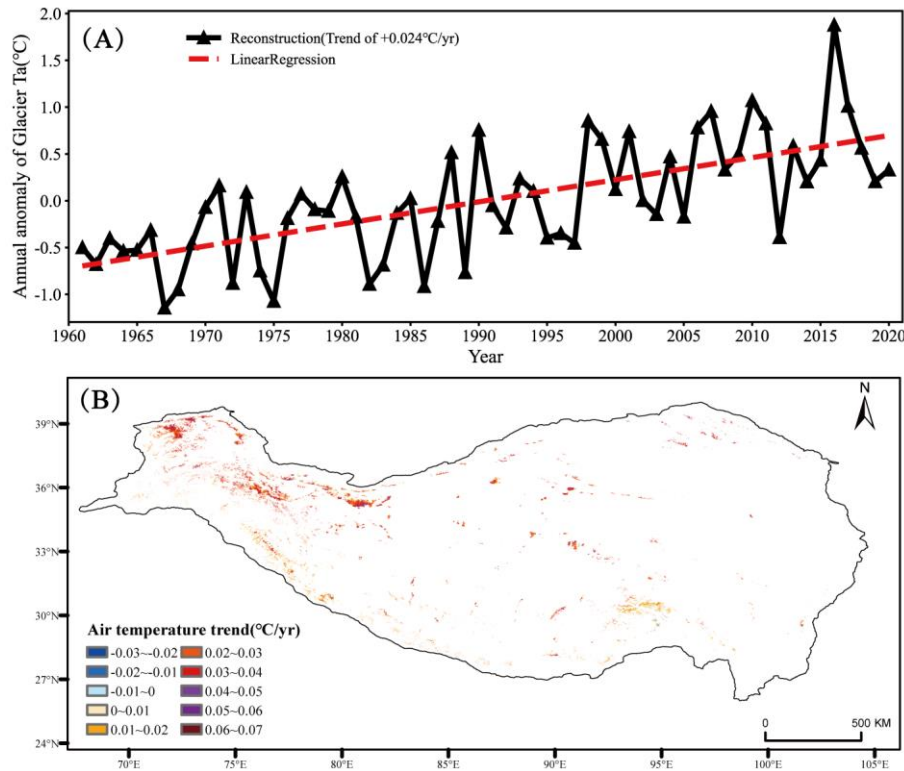 (A)
Reconstruction(Trend of +0.024℃/yr)
LinearRegression
Annual anomaly of Glacier Ta(℃)
2.0
1.5
1.0
0.5
0.0
-0.5
-1.0
1960 1965 1970 1975 1980 1985 1990 1995 2000 2005 2010 2015 2020
Year
(B)
N
39°N
36°N
33°N
30°N
27°N
24°N
Air temperature trend(℃/yr)
-0.03~-0.02 0.02~0.03
-0.02~-0.01 0.03~0.04
-0.01~0 0.04~0.05
0~0.01 0.05~0.06
0.01~0.02 0.06~0.07
0 500 KM
70°E 75°E 80°E 85°E 90°E 95°E 100°E 105°E